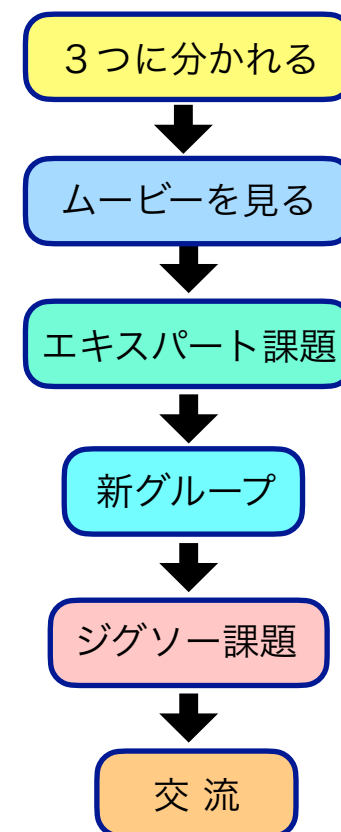 ３つに分かれる
ムービーを見る
エキスパート課題
新グループ
ジグソー課題
交 流